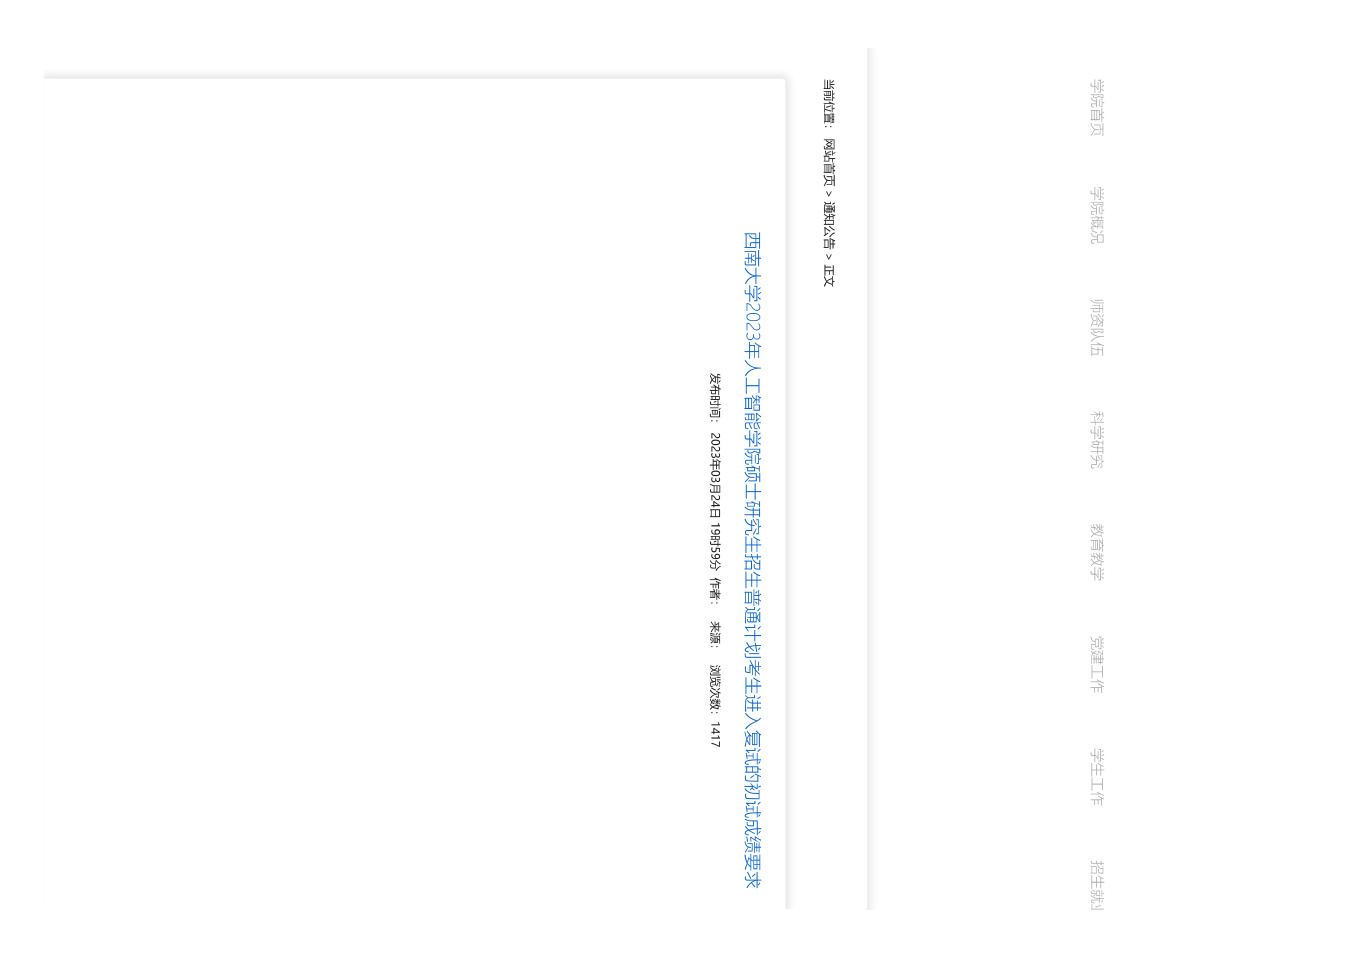 学院首页
学院概况
师资队伍
科学研究
教育教学
党建工作
学生工作
招生就业
当前位置： 网站首页 > 通知公告 > 正文
西南大学2023年人工智能学院硕士研究生招生普通计划考生进入复试的初试成绩要求
发布时间： 2023年03月24日 19时59分 作者： 来源： 浏览次数：1417